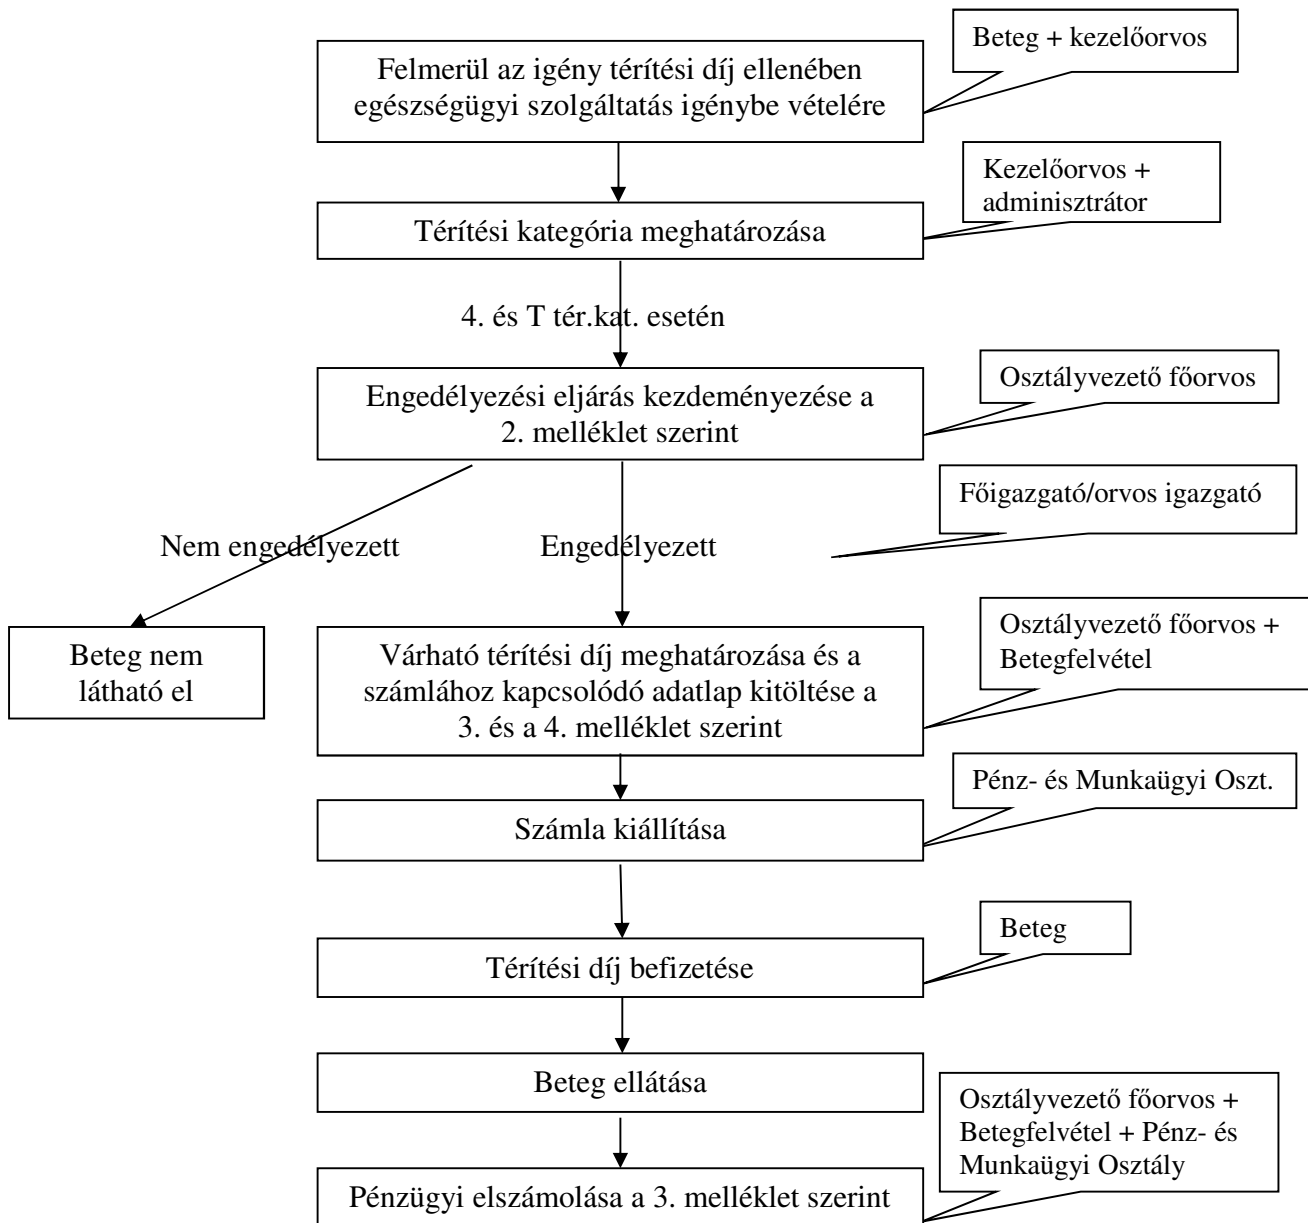 Beteg + kezelőorvos
Felmerül az igény térítési díj ellenében
egészségügyi szolgáltatás igénybe vételére
Kezelőorvos +
adminisztrátor
Térítési kategória meghatározása
4. és T tér.kat. esetén
Osztályvezető főorvos
Engedélyezési eljárás kezdeményezése a
2. melléklet szerint
Főigazgató/orvos igazgató
Nem engedélyezett
Engedélyezett
Osztályvezető főorvos +
Betegfelvétel
Beteg nem
látható el
Várható térítési díj meghatározása és a
számlához kapcsolódó adatlap kitöltése a
3. és a 4. melléklet szerint
Pénz- és Munkaügyi Oszt.
Számla kiállítása
Beteg
Térítési díj befizetése
Beteg ellátása
Osztályvezető főorvos +
Betegfelvétel + Pénz- és
Munkaügyi Osztály
Pénzügyi elszámolása a 3. melléklet szerint